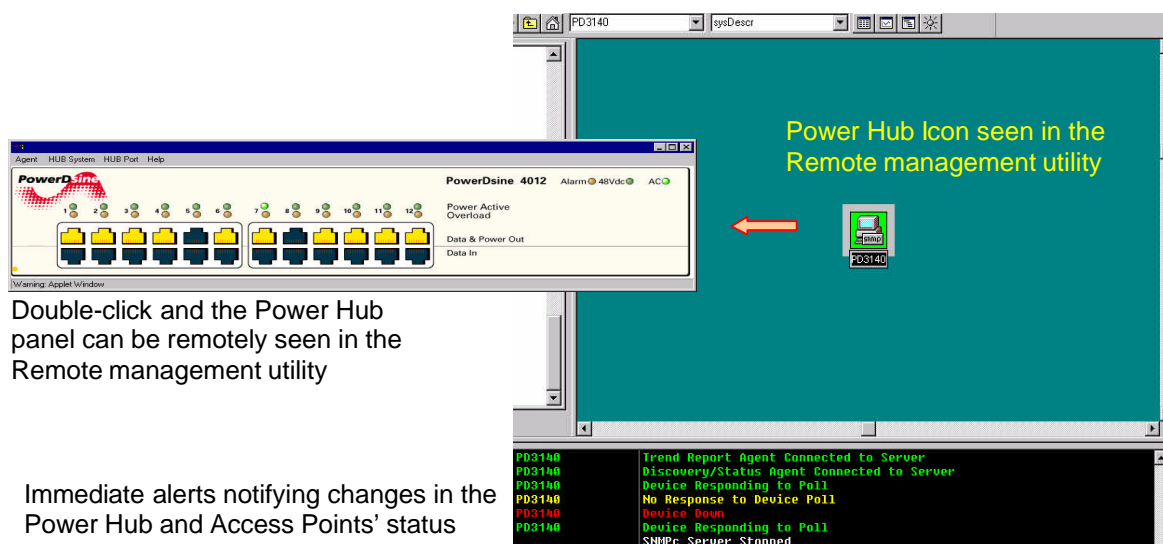 PD3140 sysDescr
Power Hub Icon seen in the
Remote management utility
Agent HUB System HUB Port Help
PowerDsine
PowerDsine 4012 Alarm 48Vdc AC
1 2 3 4 5 6 7 8 9 10 11 12
Power Active
Overload
Data & Power Out
Data In
Warning: Applet Window
snmp
PD3140
Double-click and the Power Hub
panel can be remotely seen in the
Remote management utility
PD3140 Trend Report Agent Connected to Server
PD3140 Discovery/Status Agent Connected to Server
PD3140 Device Responding to Poll
PD3140 No Response to Device Poll
PD3140 Device Down
PD3140 Device Responding to Poll
SNMPc Server Stopped
Immediate alerts notifying changes in the
Power Hub and Access Points’ status